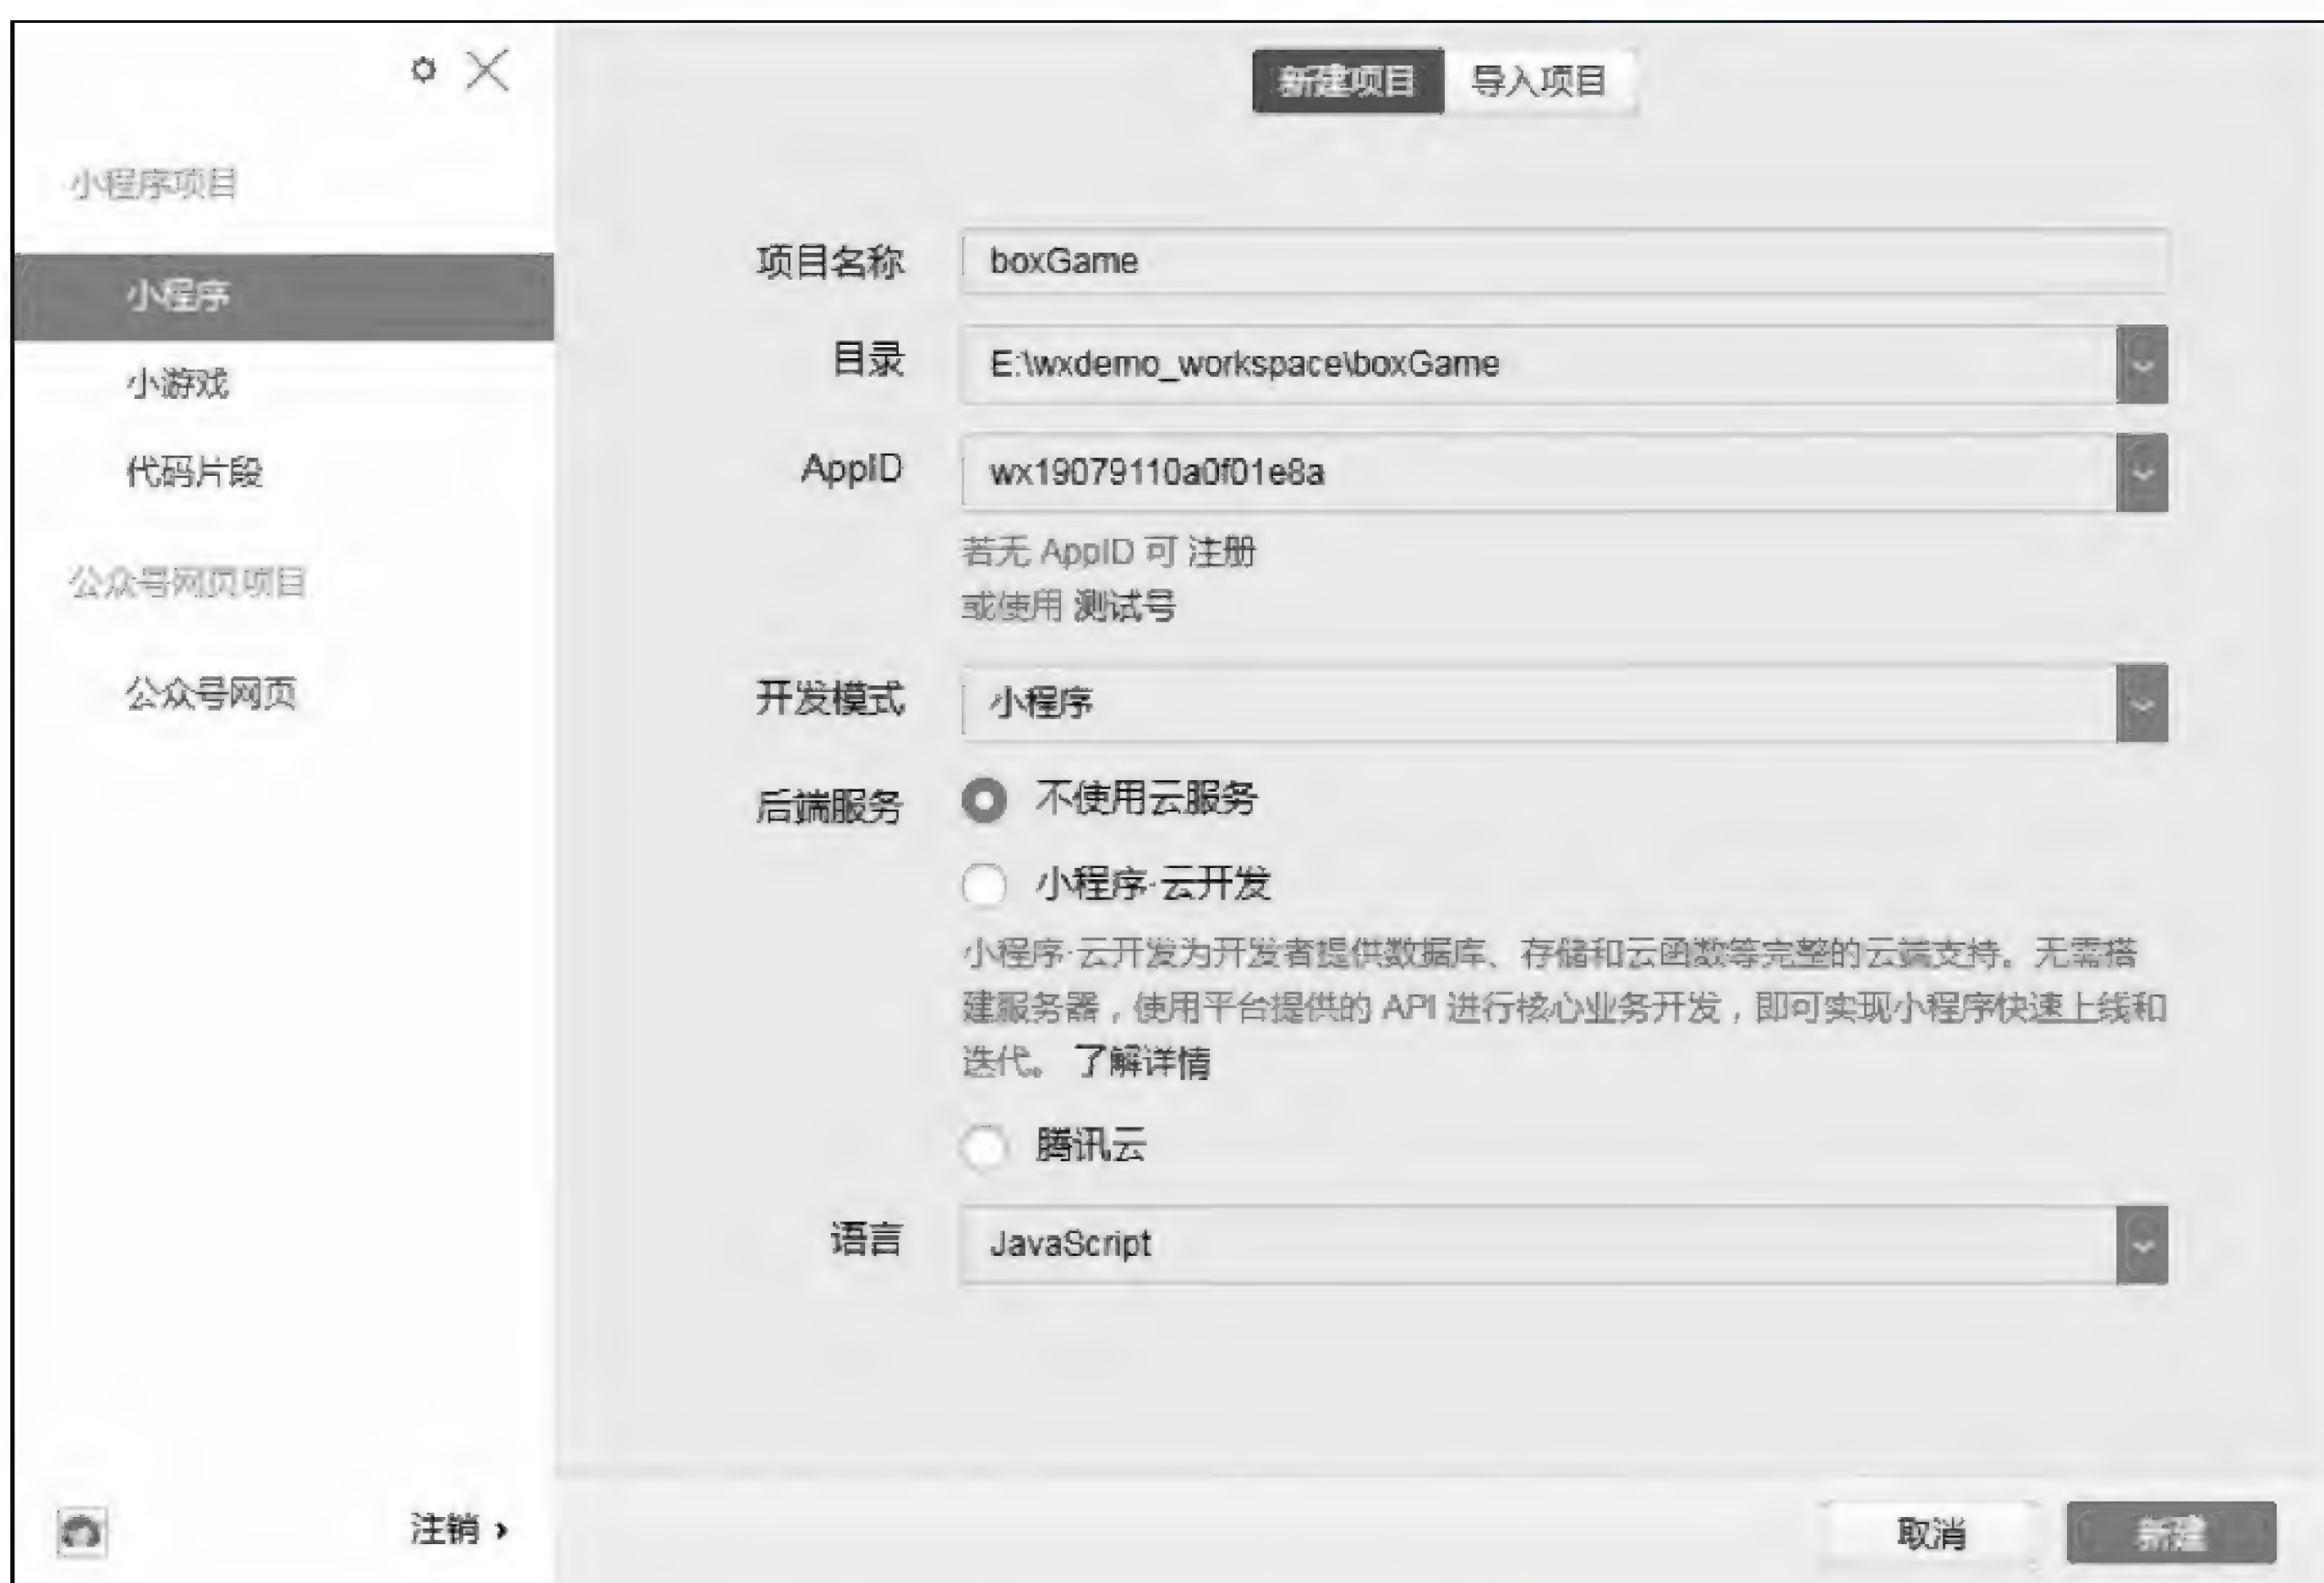 小程序项目
小程序
小游戏
代码片段
公众号网页项目
公众号网页
注销
新建项目 导入项目
项目名称 boxGame
目录 E:\wxdemo_workspace\boxGame
AppID wx19079110a0f01e8a
若无 AppID 可 注册
或使用 测试号
开发模式 小程序
后端服务 不使用云服务
小程序·云开发
小程序·云开发为开发者提供数据库、存储和云函数等完整的云端支持。无需搭
建服务器，使用平台提供的 API 进行核心业务开发，即可实现小程序快速上线和
迭代。 了解详情
腾讯云
语言 JavaScript
取消 新建